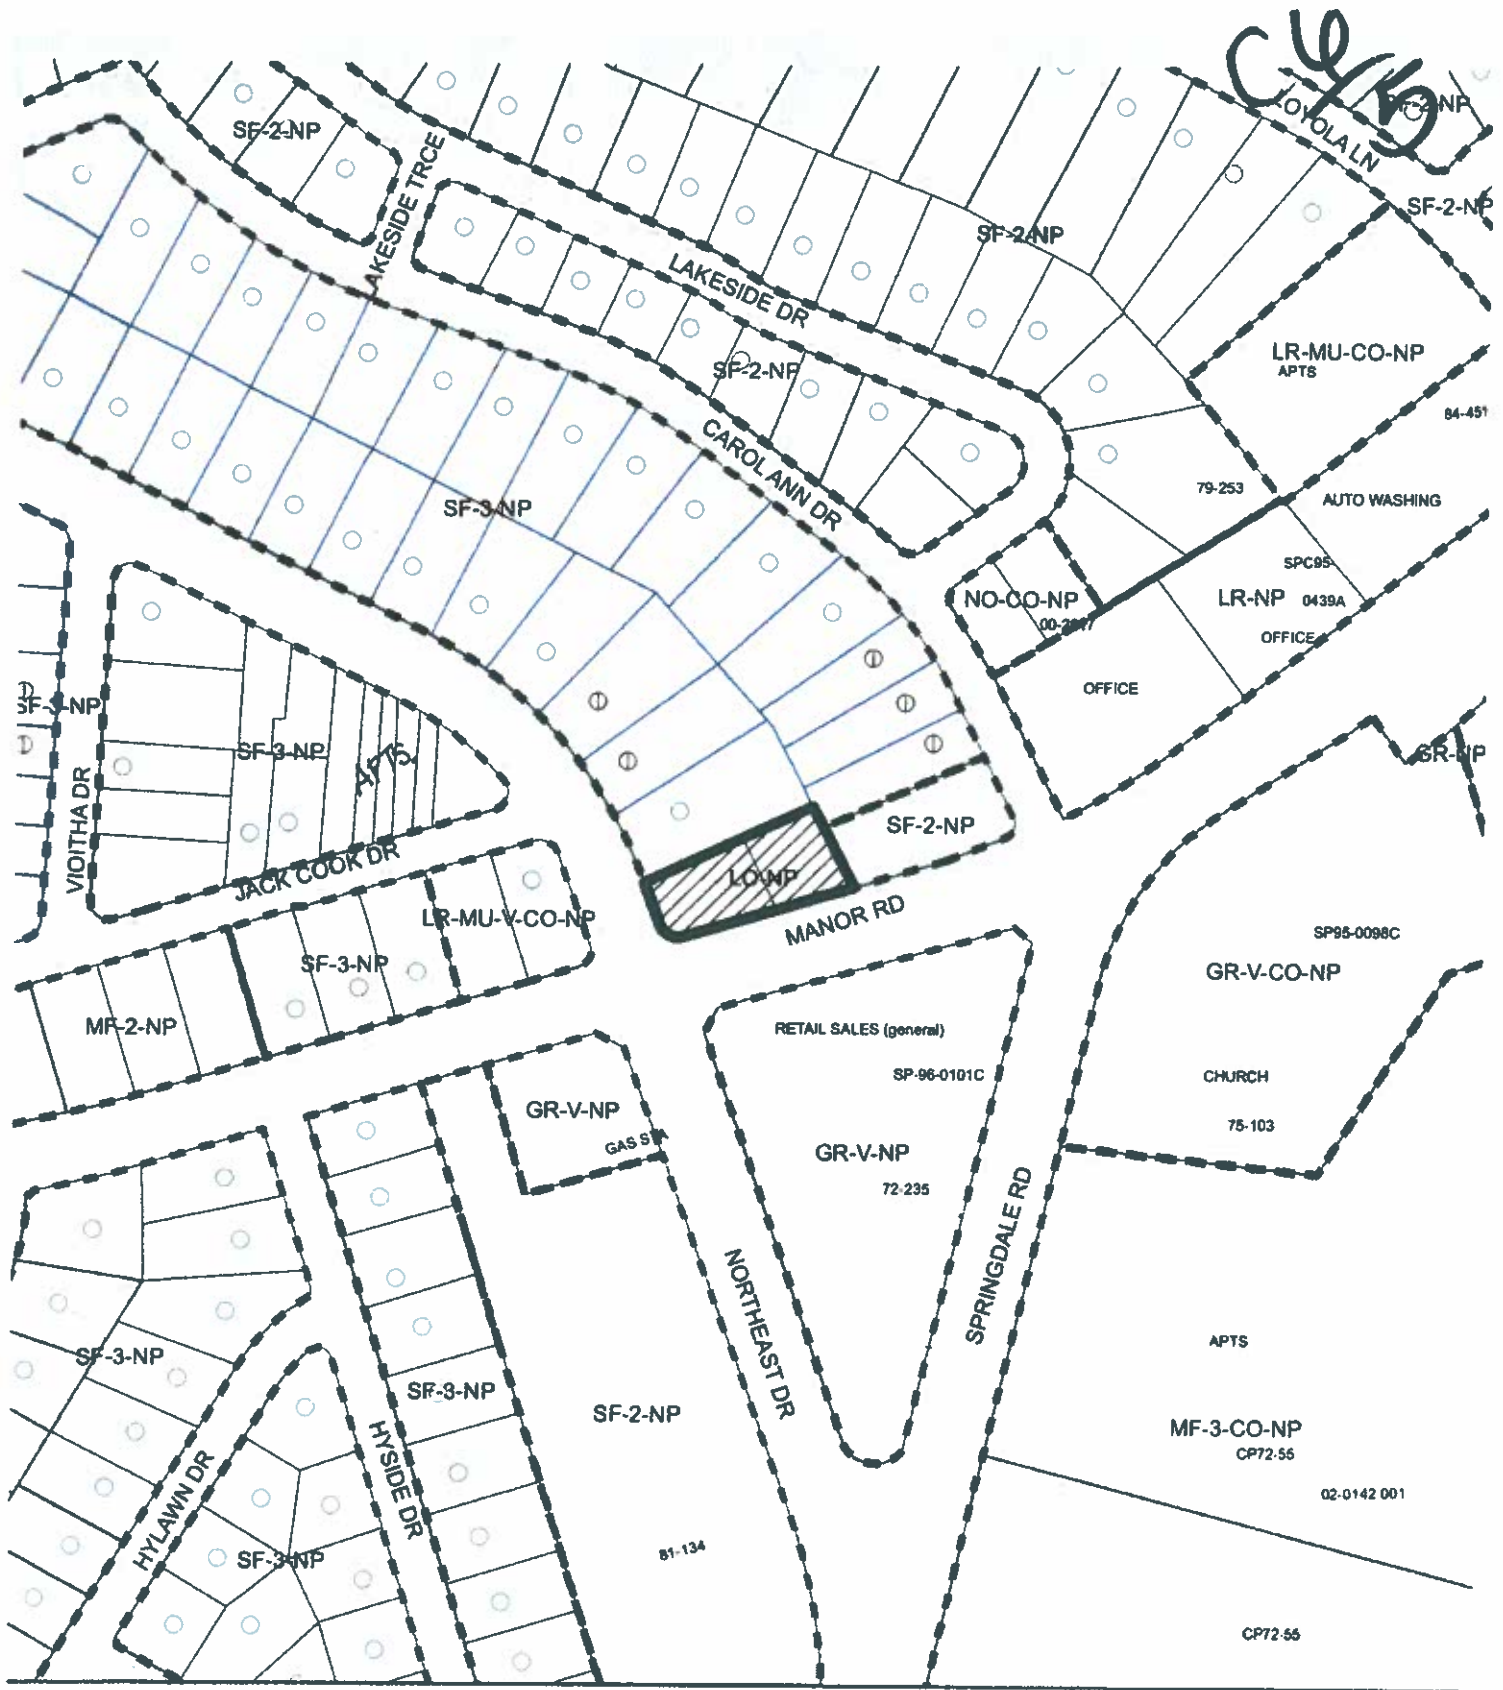 C4/15
SF-2-NP
LOYOLA LN
SF-2-NP
LAKESIDE TRCE
SF-2-NP
SF-2-NP
LAKESIDE DR
LR-MU-CO-NP
APTS
SF-2-NP
84-451
CAROL ANN DR
79-253
AUTO WASHING
SF-3-NP
SPC95-
0439A
LR-NP
NO-CO-NP
OFFICE
OFFICE
SF-3-NP
SF-3-NP
APTS.
GR-NP
VIOITHA DR
SF-2-NP
JACK COOK DR
LO-NP
LR-MU-V-CO-NP
MANOR RD
SP95-0098C
SF-3-NP
GR-V-CO-NP
MF-2-NP
RETAIL SALES (general)
SP-96-0101C
CHURCH
GR-V-NP
GAS STA
75-103
GR-V-NP
72-235
SPRINGDALE RD
NORTHEAST DR
APTS
SF-3-NP
SF-3-NP
SF-2-NP
MF-3-CO-NP
CP72-55
HYSIDE DR
HYLAWN DR
02-0142 001
SF-3-NP
81-134
CP72-55